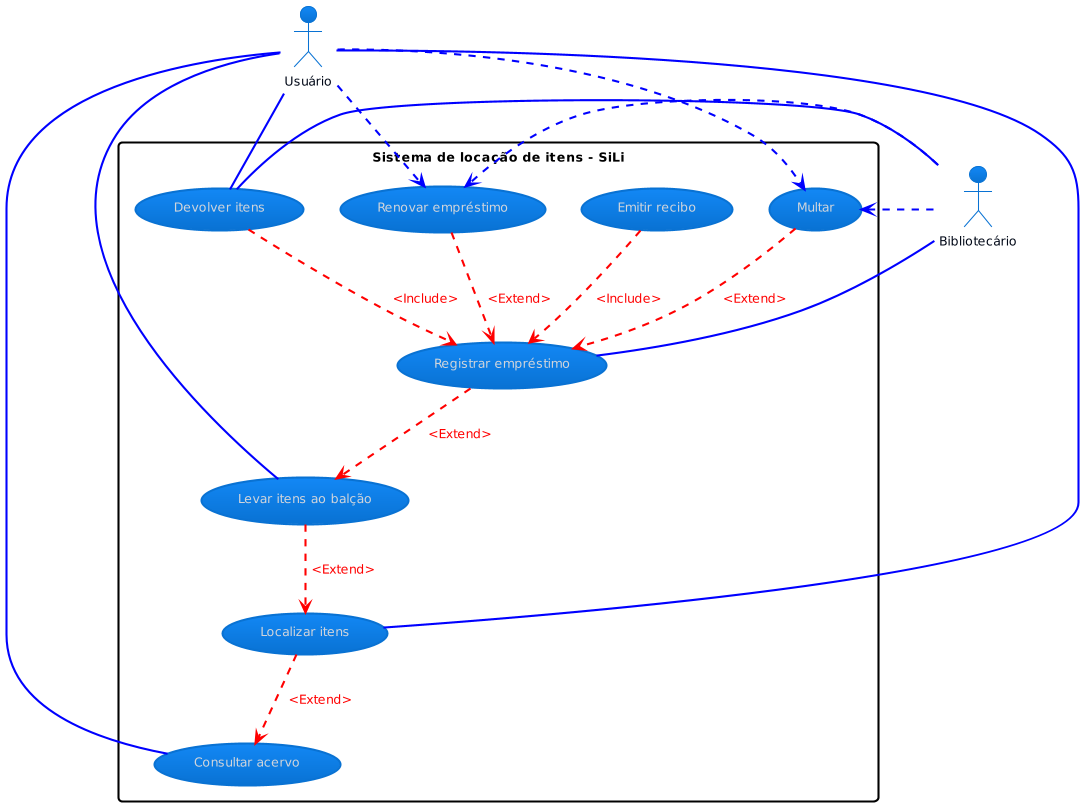 Usuário
Sistema de locação de itens - SiLi
Devolver itens
Renovar empréstimo
Emitir recibo
Multar
Bibliotecário
<Include>
<Extend>
<Include>
<Extend>
Registrar empréstimo
<Extend>
Levar itens ao balção
<Extend>
Localizar itens
<Extend>
Consultar acervo